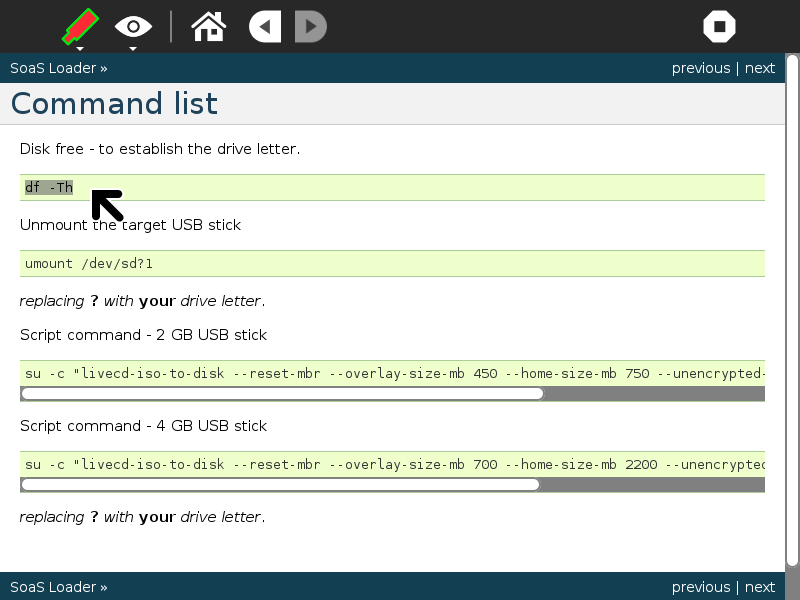 SoaS Loader »
previous | next
Command list
Disk free - to establish the drive letter.
df -Th
Unmount the target USB stick
umount /dev/sd?1
replacing ? with your drive letter.
Script command - 2 GB USB stick
su -c "livecd-iso-to-disk --reset-mbr --overlay-size-mb 450 --home-size-mb 750 --unencrypted-
Script command - 4 GB USB stick
su -c "livecd-iso-to-disk --reset-mbr --overlay-size-mb 700 --home-size-mb 2200 --unencrypted
replacing ? with your drive letter.
SoaS Loader »
previous | next